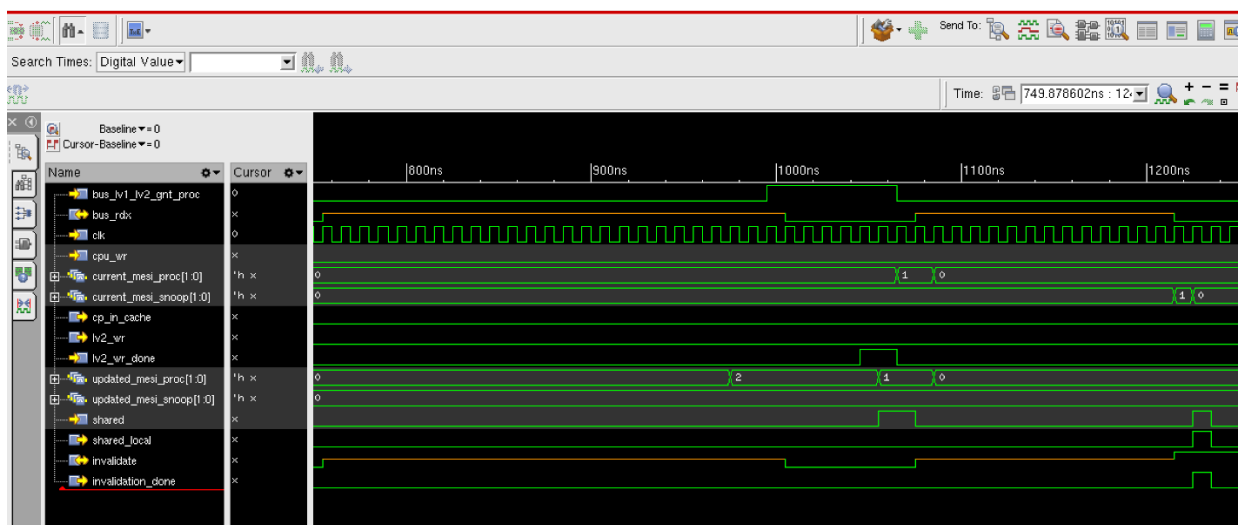 Send To:
Search Times: Digital Value
Time: 749.878602ns : 12
Baseline = 0
Cursor-Baseline = 0
Name Cursor 800ns 900ns 1000ns 1100ns 1200ns
bus_lv1_lv2_gnt_proc 0
bus_rdx x
clk 0
cpu_wr x
current_mesi_proc[1:0] 'h x 0 1 0
current_mesi_snoop[1:0] 'h x 0 1 0
cp_in_cache x
lv2_wr x
lv2_wr_done x
updated_mesi_proc[1:0] 'h x 0 2 1 0
updated_mesi_snoop[1:0] 'h x 0
shared x
shared_local x
invalidate x
invalidation_done x